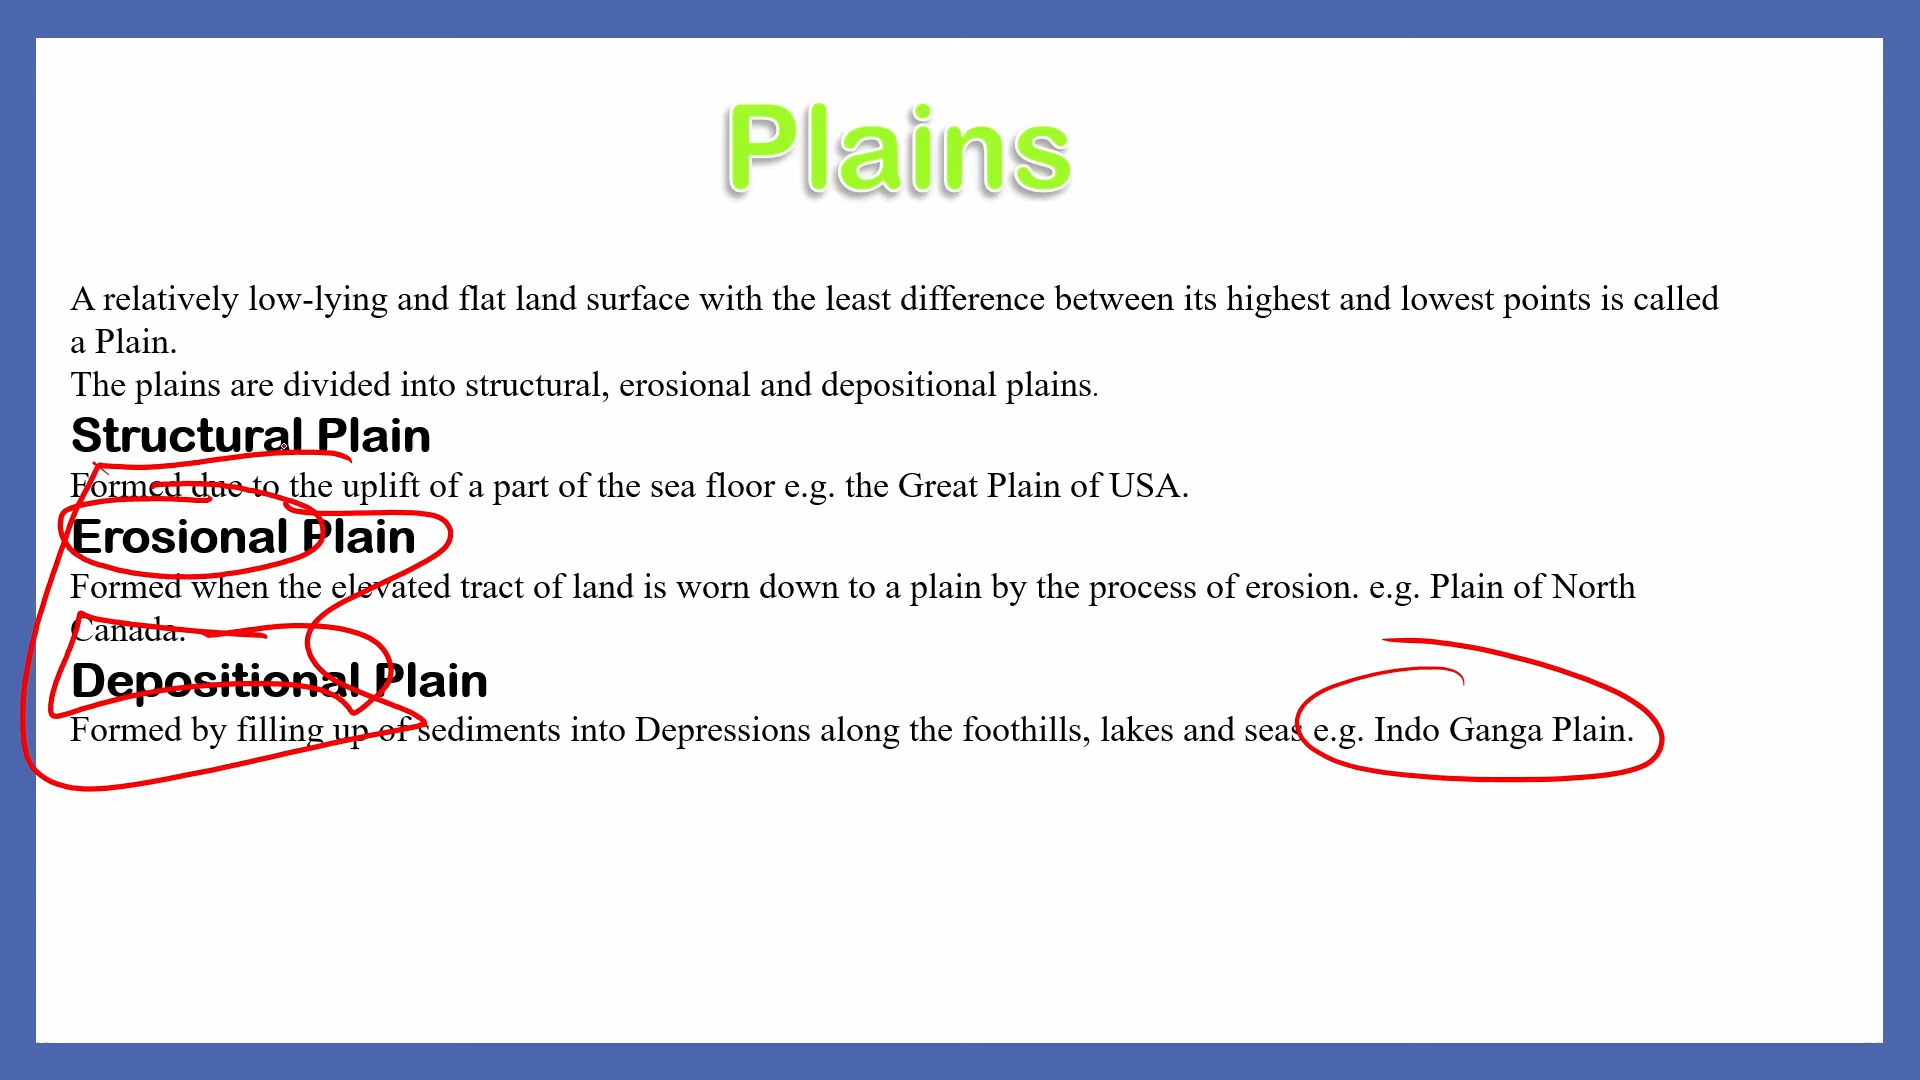 Plains
A relatively low-lying and flat land surface with the least difference between its highest and lowest points is called
a Plain.
The plains are divided into structural, erosional and depositional plains.
Structural Plain
Formed due to the uplift of a part of the sea floor e.g. the Great Plain of USA.
Erosional Plain
Formed when the elevated tract of land is worn down to a plain by the process of erosion. e.g. Plain of North
Canada.
Depositional Plain
Formed by filling up of sediments into Depressions along the foothills, lakes and seas e.g. Indo Ganga Plain.